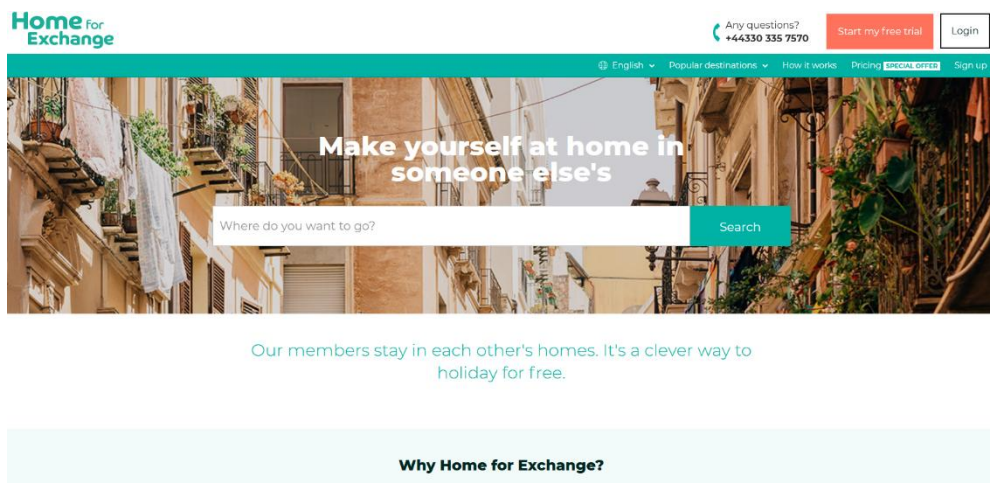 Home for
Exchange
Any questions?
+44330 335 7570
Start my free trial
Login
English
Popular destinations
How it works
Pricing SPECIAL OFFER
Sign up
Make yourself at home in
someone else's
Where do you want to go?
Search
Our members stay in each other's homes. It's a clever way to
holiday for free.
Why Home for Exchange?